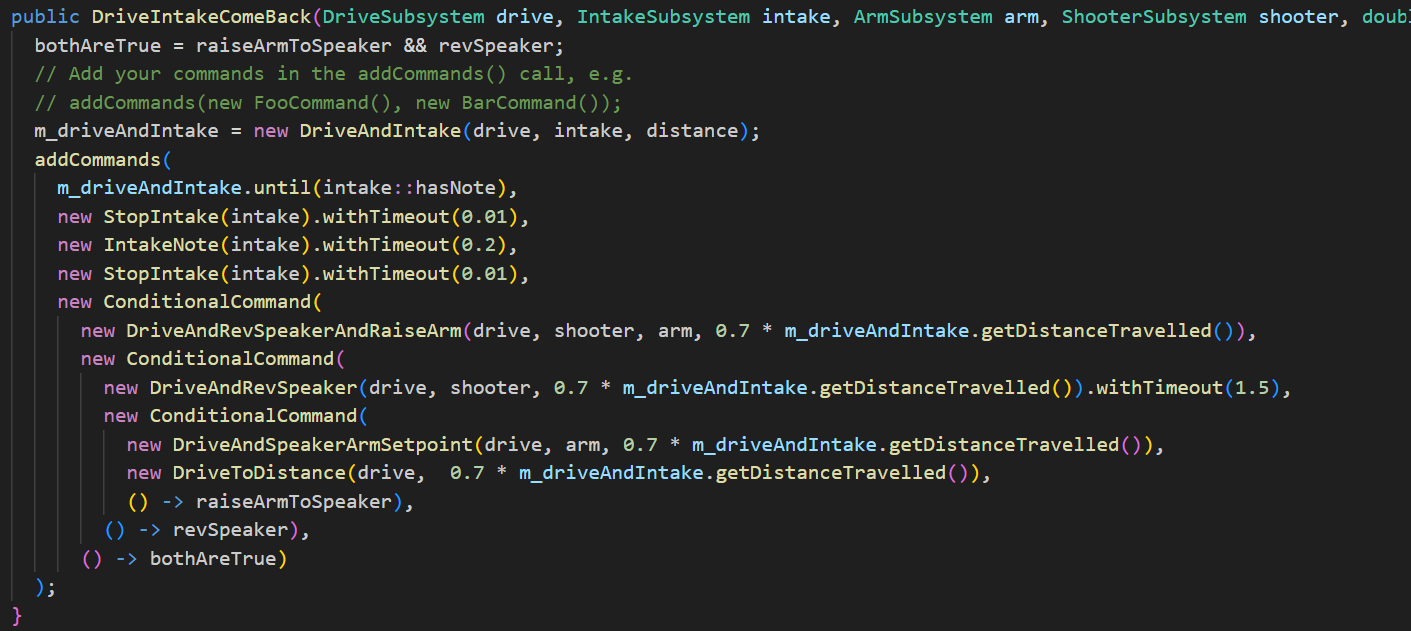 public DriveIntakeComeBack(DriveSubsystem drive, IntakeSubsystem intake, ArmSubsystem arm, ShooterSubsystem shooter,
bothAreTrue = raiseArmToSpeaker && revSpeaker;
// Add your commands in the addCommands() call, e.g.
// addCommands(new FooCommand(), new BarCommand());
m_driveAndIntake = new DriveAndIntake(drive, intake, distance);
addCommands(
m_driveAndIntake.until(intake::hasNote),
new StopIntake(intake).withTimeout(0.01),
new IntakeNote(intake).withTimeout(0.2),
new StopIntake(intake).withTimeout(0.01),
new ConditionalCommand(
new DriveAndRevSpeakerAndRaiseArm(drive, shooter, arm, 0.7 * m_driveAndIntake.getDistanceTravelled()),
new ConditionalCommand(
new DriveAndRevSpeaker(drive, shooter, 0.7 * m_driveAndIntake.getDistanceTravelled()).withTimeout(1.5),
new ConditionalCommand(
new DriveAndSpeakerArmSetpoint(drive, arm, 0.7 * m_driveAndIntake.getDistanceTravelled()),
new DriveToDistance(drive,  0.7 * m_driveAndIntake.getDistanceTravelled()),
() -> raiseArmToSpeaker),
() -> revSpeaker),
() -> bothAreTrue)
);
}